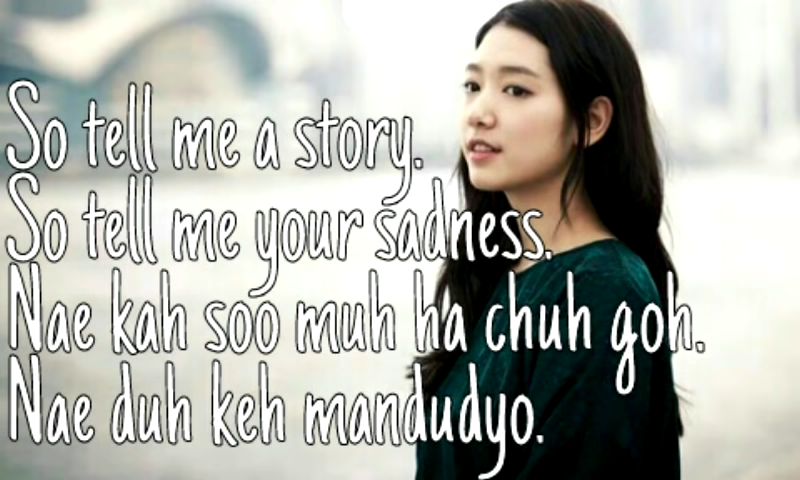 So tell me a story.
So tell me your sadness.
Nae kah soo muh ha chuh goh.
Nae duh keh mandudyo.